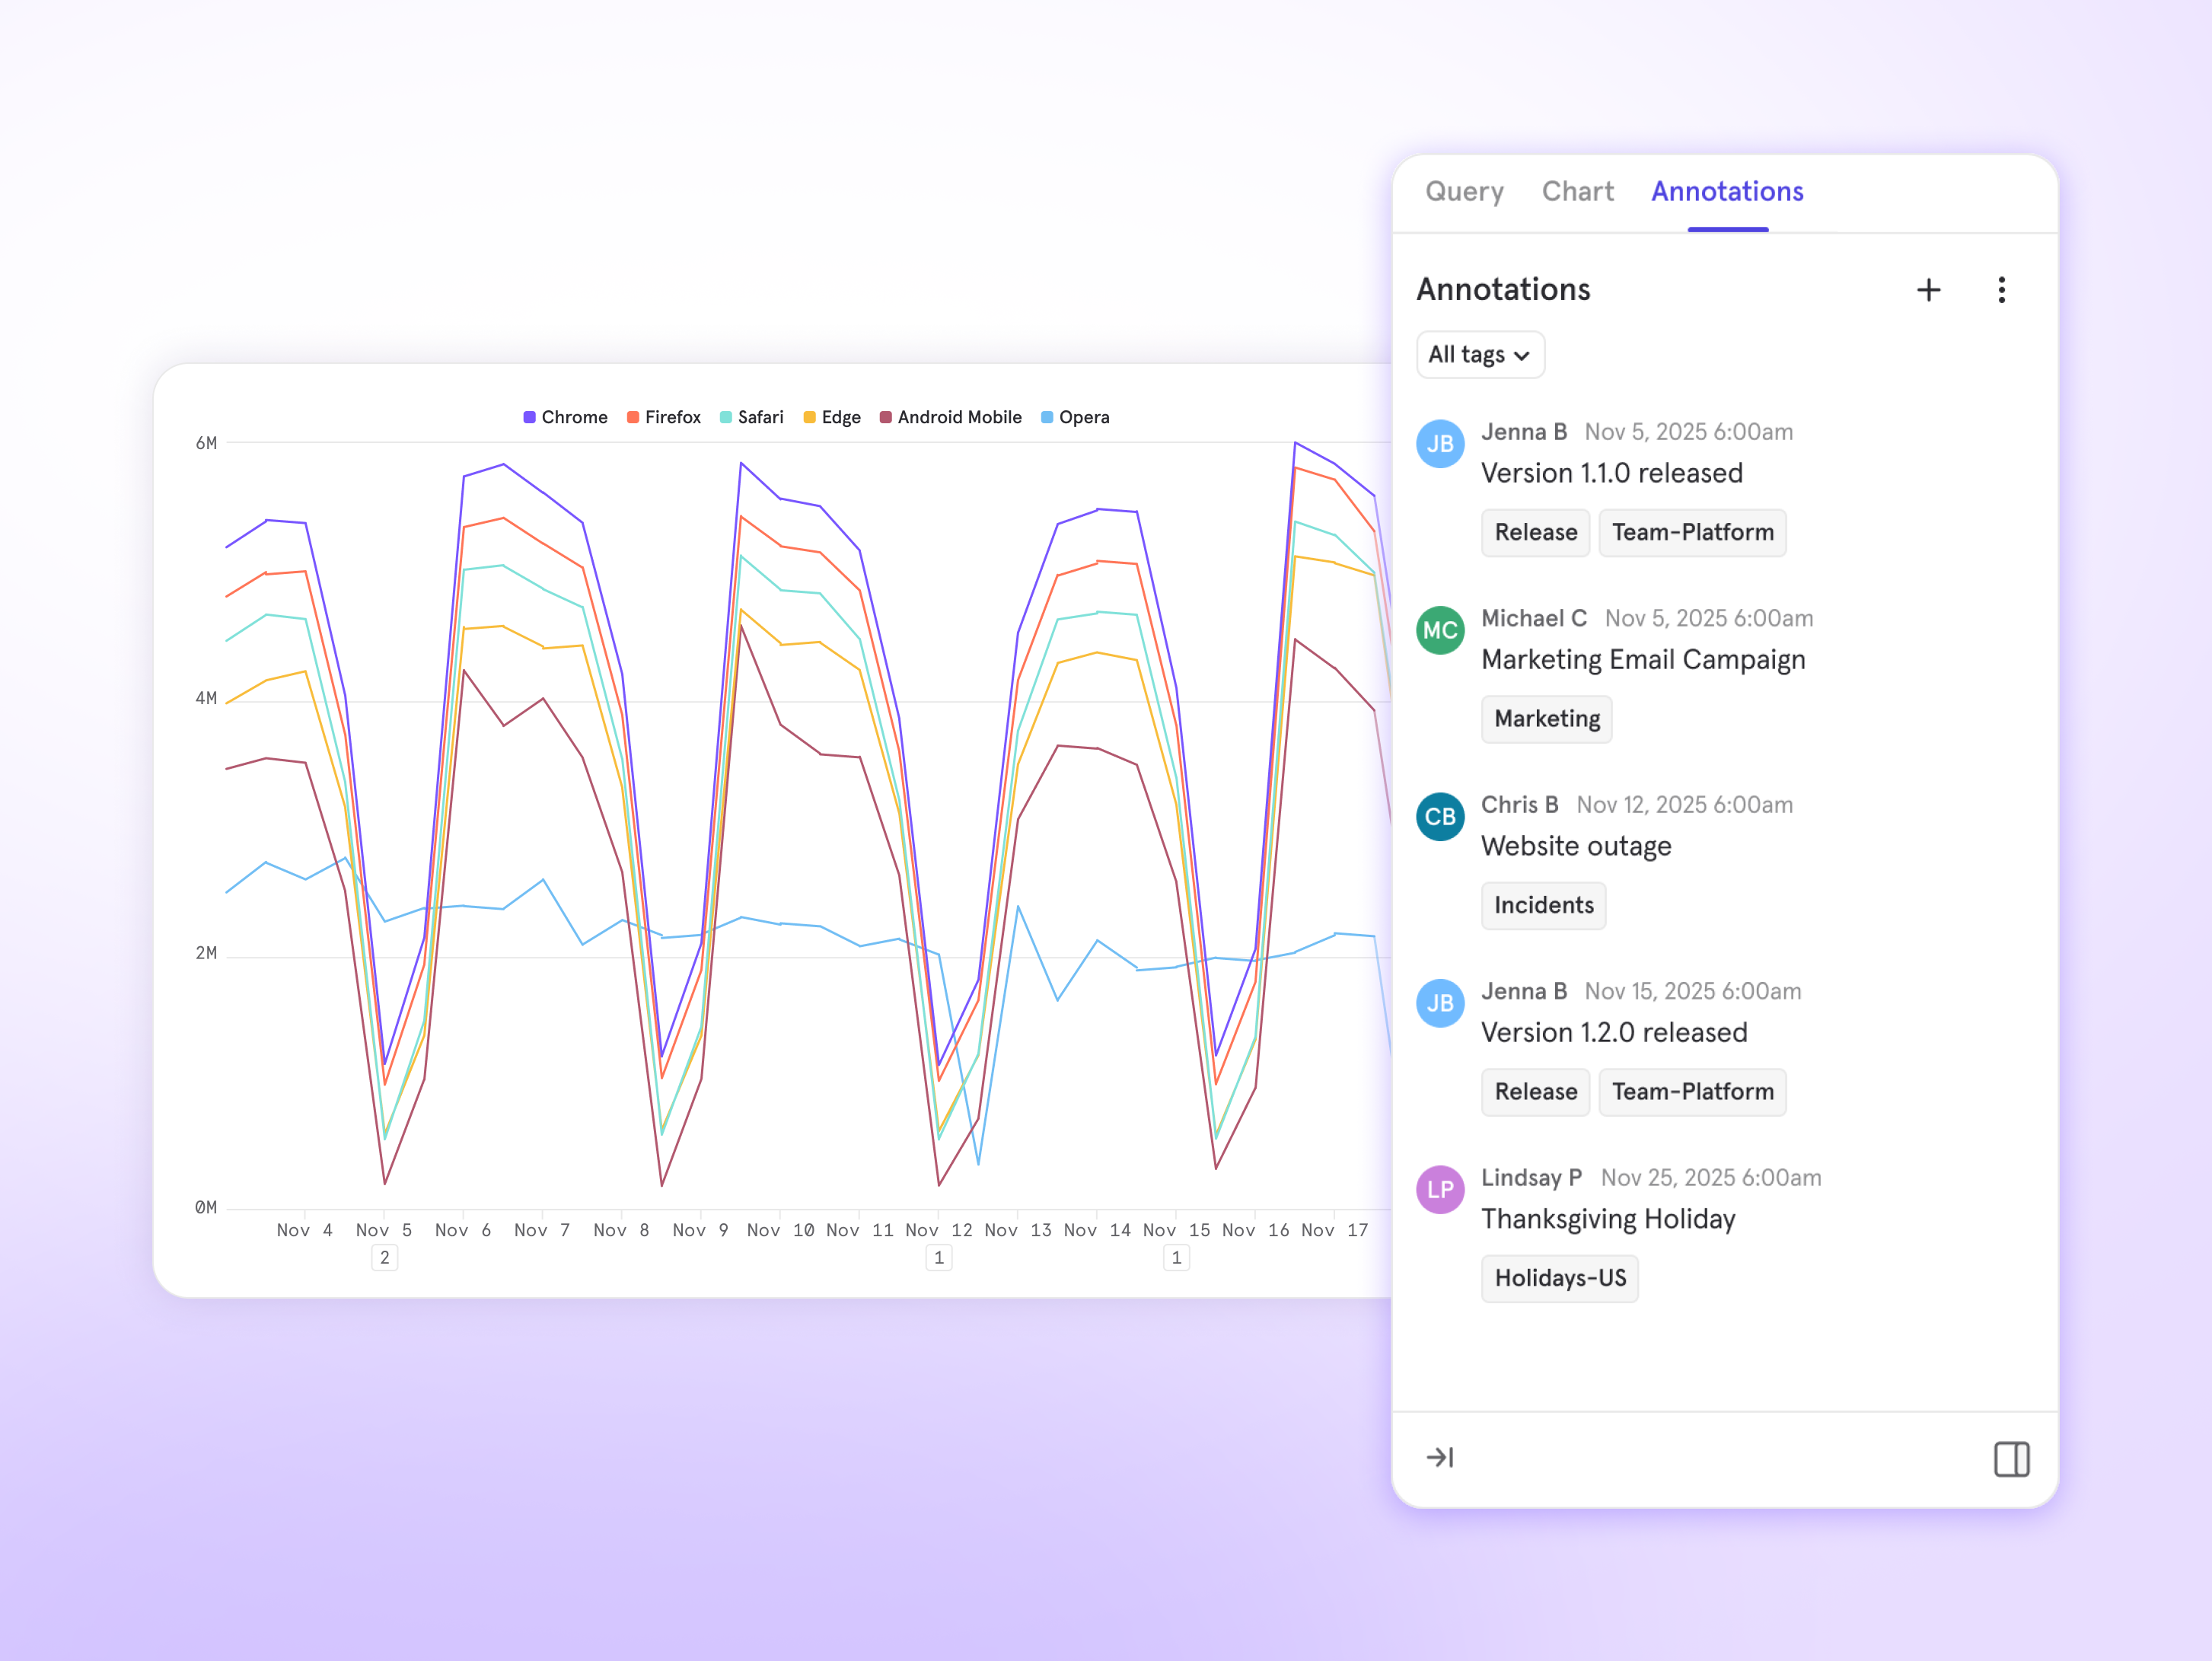 Chrome Firefox Safari Edge Android Mobile Opera
6M
4M
2M
0M
Nov 4 Nov 5 Nov 6 Nov 7 Nov 8 Nov 9 Nov 10 Nov 11 Nov 12 Nov 13 Nov 14 Nov 15 Nov 16 Nov 17
2 1 1
Query Chart Annotations
Annotations
All tags
JB Jenna B Nov 5, 2025 6:00am
Version 1.1.0 released
Release Team-Platform
MC Michael C Nov 5, 2025 6:00am
Marketing Email Campaign
Marketing
CB Chris B Nov 12, 2025 6:00am
Website outage
Incidents
JB Jenna B Nov 15, 2025 6:00am
Version 1.2.0 released
Release Team-Platform
LP Lindsay P Nov 25, 2025 6:00am
Thanksgiving Holiday
Holidays-US